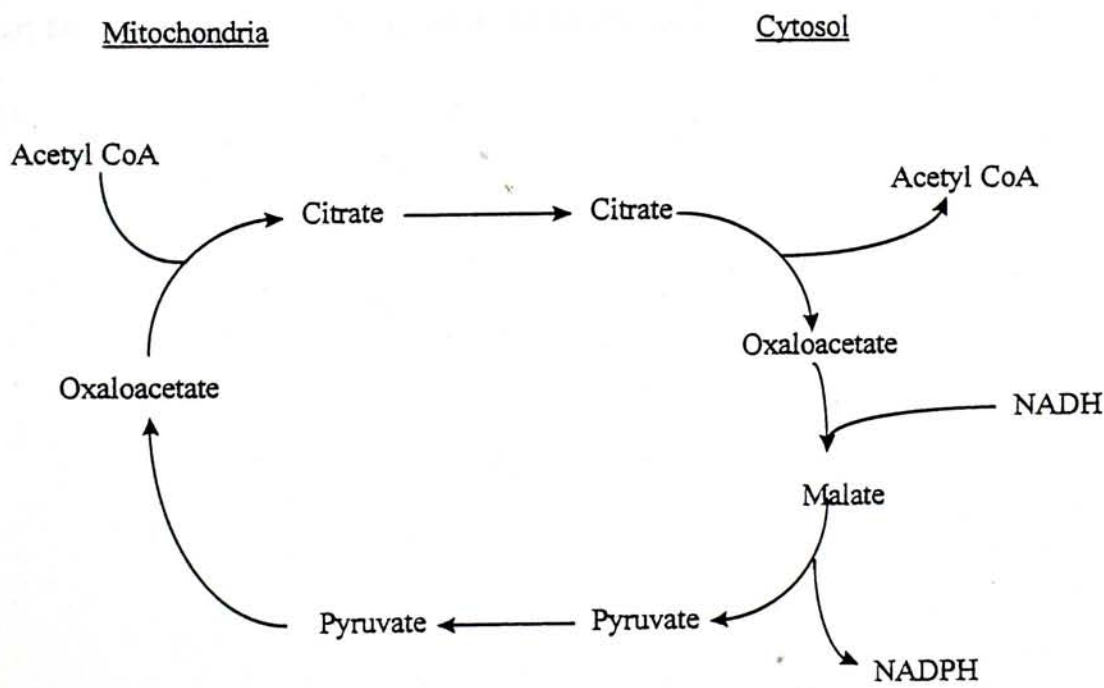 Mitochondria
Cytosol
Acetyl CoA
Citrate
Citrate
Acetyl CoA
Oxaloacetate
Oxaloacetate
NADH
Malate
Pyruvate
Pyruvate
NADPH